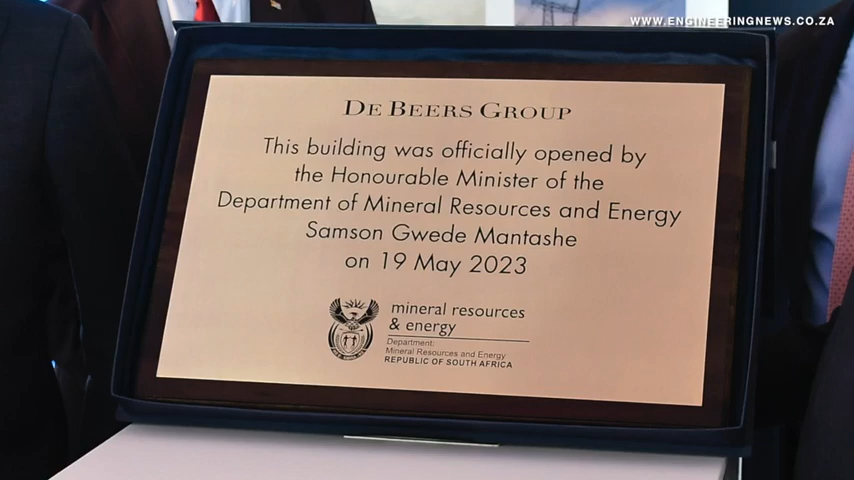 WWW.ENGINEERINGNEWS.CO.ZA
DE BEERS GROUP
This building was officially opened by
the Honourable Minister of the
Department of Mineral Resources and Energy
Samson Gwede Mantashe
on 19 May 2023
mineral resources
& energy
Department:
Mineral Resources and Energy
REPUBLIC OF SOUTH AFRICA